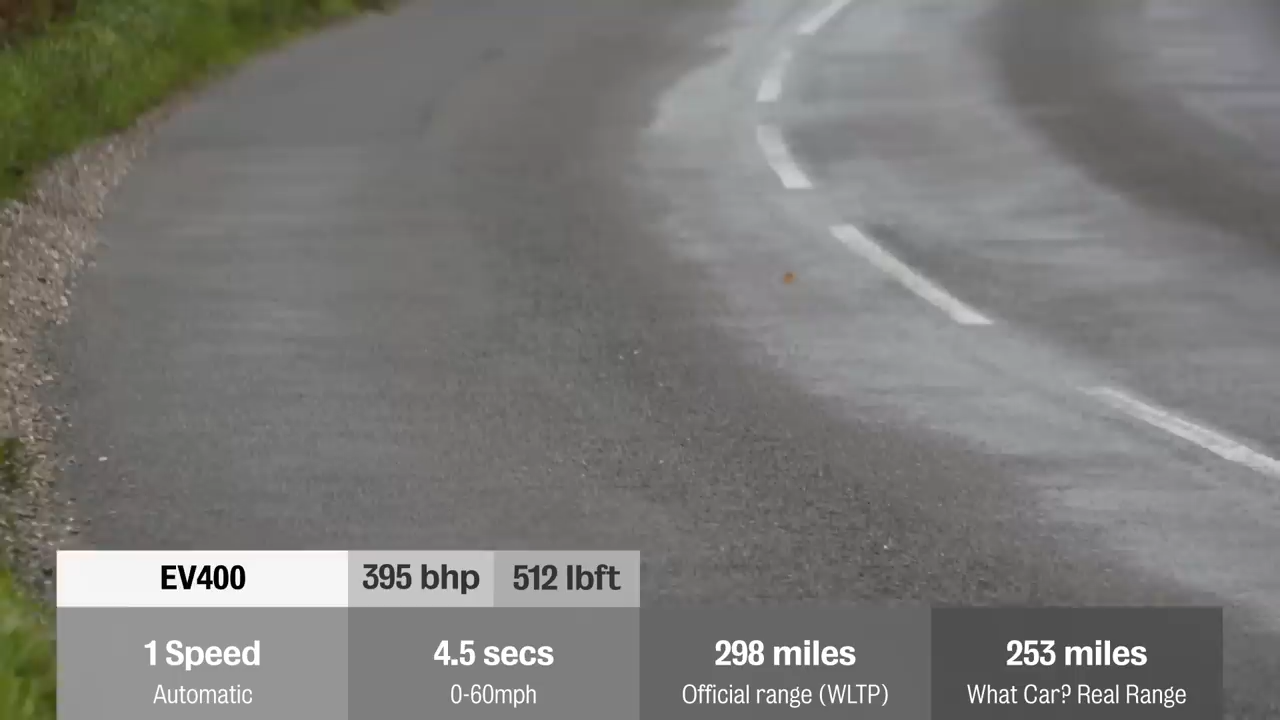 EV400 395 bhp 512 lbft
1 Speed 4.5 secs 298 miles 253 miles
Automatic 0-60mph Official range (WLTP) What Car? Real Range